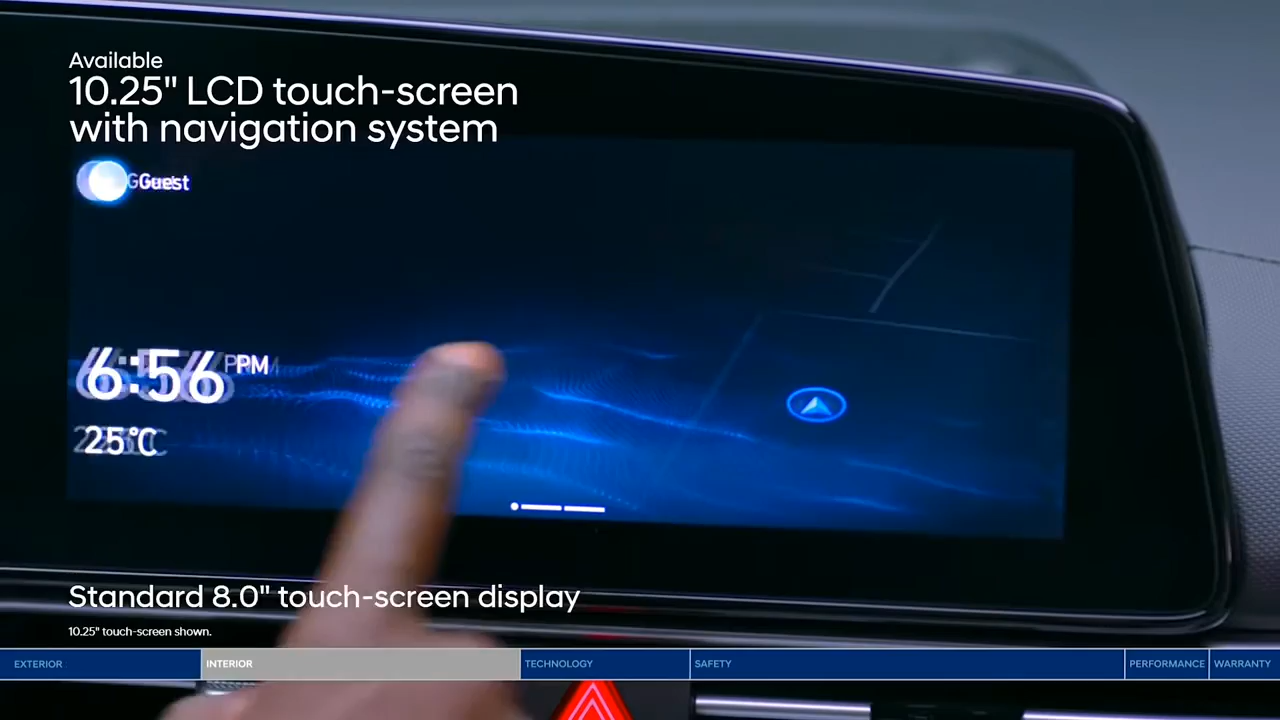 Available
10.25" LCD touch-screen
with navigation system
Guest
6:56 PM
25°C
Standard 8.0" touch-screen display
10.25" touch-screen shown.
EXTERIOR
INTERIOR
TECHNOLOGY
SAFETY
PERFORMANCE
WARRANTY